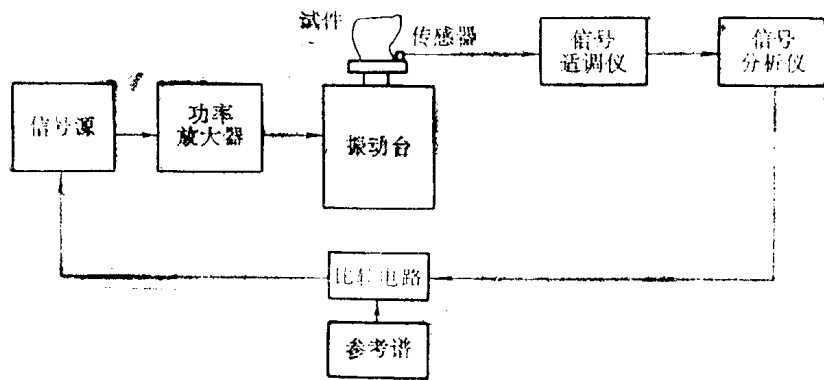 试件
传感器
信号
适调仪
信号
分析仪
信号源
功率
放大器
振动台
比较电路
参考谱